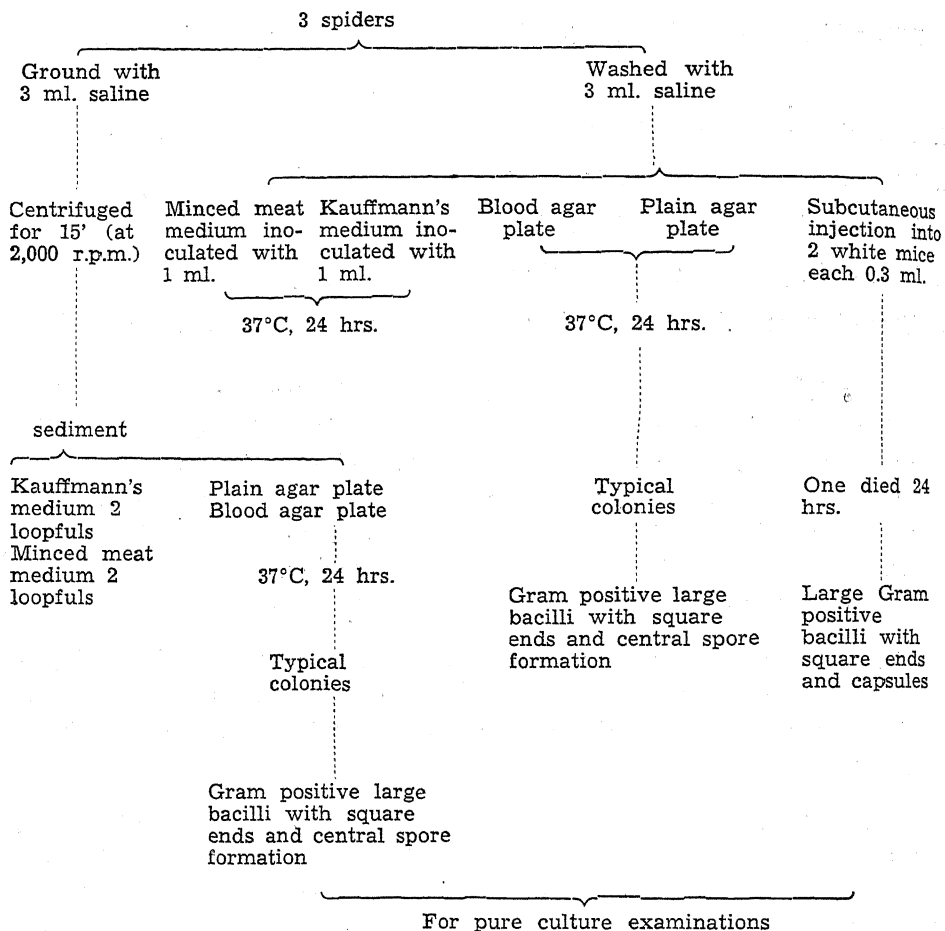 3 spiders
Ground with
3 ml. saline
Washed with
3 ml. saline
Centrifuged
for 15' (at
2,000 r.p.m.)
Minced meat
medium ino-
culated with
1 ml.
Kauffmann's
medium ino-
culated with
1 ml.
37°C, 24 hrs.
Blood agar
plate
Plain agar
plate
37°C, 24 hrs.
Subcutaneous
injection into
2 white mice
each 0.3 ml.
sediment
Kauffmann's
medium 2
loopfuls
Minced meat
medium 2
loopfuls
Plain agar plate
Blood agar plate
37°C, 24 hrs.
Typical
colonies
Gram positive large
bacilli with square
ends and central spore
formation
Typical
colonies
Gram positive large
bacilli with square
ends and central spore
formation
One died 24
hrs.
Large Gram
positive
bacilli with
square ends
and capsules
For pure culture examinations